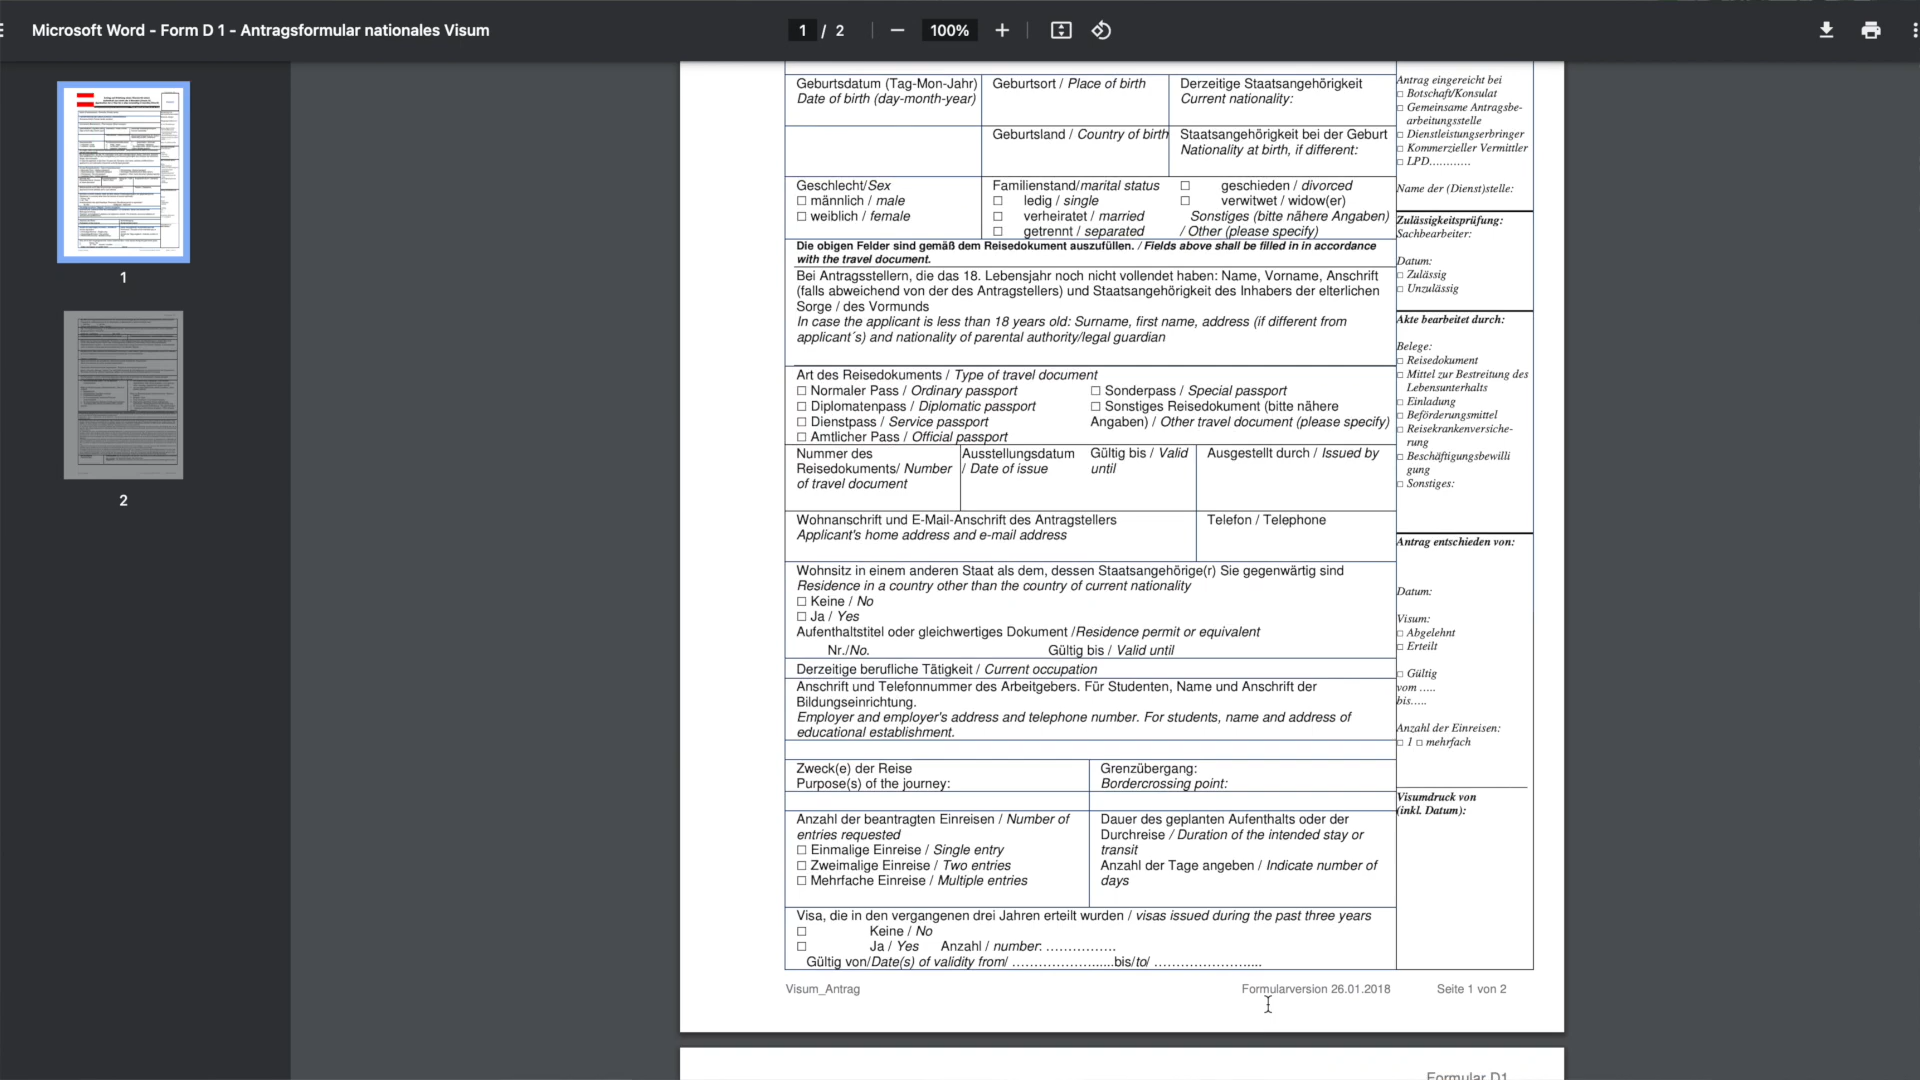 Microsoft Word - Form D 1 - Antragsformular nationales Visum
1 / 2
100%
1
2
Geburtsdatum (Tag-Mon-Jahr)
Date of birth (day-month-year)
Geburtsort / Place of birth
Derzeitige Staatsangehörigkeit
Current nationality:
Geburtsland / Country of birth
Staatsangehörigkeit bei der Geburt
Nationality at birth, if different:
Geschlecht/Sex
☐ männlich / male
☐ weiblich / female
Familienstand/marital status
☐ ledig / single
☐ verheiratet / married
☐ getrennt / separated
☐ geschieden / divorced
☐ verwitwet / widow(er)
Sonstiges (bitte nähere Angaben)
/ Other (please specify)
Die obigen Felder sind gemäß dem Reisedokument auszufüllen. / Fields above shall be filled in in accordance
with the travel document.
Bei Antragsstellern, die das 18. Lebensjahr noch nicht vollendet haben: Name, Vorname, Anschrift
(falls abweichend von der des Antragstellers) und Staatsangehörigkeit des Inhabers der elterlichen
Sorge / des Vormunds
In case the applicant is less than 18 years old: Surname, first name, address (if different from
applicant´s) and nationality of parental authority/legal guardian
Art des Reisedokuments / Type of travel document
☐ Normaler Pass / Ordinary passport
☐ Diplomatenpass / Diplomatic passport
☐ Dienstpass / Service passport
☐ Amtlicher Pass / Official passport
☐ Sonderpass / Special passport
☐ Sonstiges Reisedokument (bitte nähere
Angaben) / Other travel document (please specify)
Nummer des
Reisedokuments/ Number
of travel document
Ausstellungsdatum
/ Date of issue
Gültig bis / Valid
until
Ausgestellt durch / Issued by
Wohnanschrift und E-Mail-Anschrift des Antragstellers
Applicant's home address and e-mail address
Telefon / Telephone
Wohnsitz in einem anderen Staat als dem, dessen Staatsangehörige(r) Sie gegenwärtig sind
Residence in a country other than the country of current nationality
☐ Keine / No
☐ Ja / Yes
Aufenthaltstitel oder gleichwertiges Dokument /Residence permit or equivalent
Nr./No. Gültig bis / Valid until
Derzeitige berufliche Tätigkeit / Current occupation
Anschrift und Telefonnummer des Arbeitgebers. Für Studenten, Name und Anschrift der
Bildungseinrichtung.
Employer and employer's address and telephone number. For students, name and address of
educational establishment.
Zweck(e) der Reise
Purpose(s) of the journey:
Grenzübergang:
Bordercrossing point:
Anzahl der beantragten Einreisen / Number of
entries requested
☐ Einmalige Einreise / Single entry
☐ Zweimalige Einreise / Two entries
☐ Mehrfache Einreise / Multiple entries
Dauer des geplanten Aufenthalts oder der
Durchreise / Duration of the intended stay or
transit
Anzahl der Tage angeben / Indicate number of
days
Visa, die in den vergangenen drei Jahren erteilt wurden / visas issued during the past three years
☐ Keine / No
☐ Ja / Yes Anzahl / number: …………….
Gültig von/Date(s) of validity from/ ………………......bis/to/ ………………….....
Antrag eingereicht bei
☐ Botschaft/Konsulat
☐ Gemeinsame Antragsbe-
arbeitungsstelle
☐ Dienstleistungserbringer
☐ Kommerzieller Vermittler
☐ LPD…………
Name der (Dienst)stelle:
Zulässigkeitsprüfung:
Sachbearbeiter:
Datum:
☐ Zulässig
☐ Unzulässig
Akte bearbeitet durch:
Belege:
☐ Reisedokument
☐ Mittel zur Bestreitung des
Lebensunterhalts
☐ Einladung
☐ Beförderungsmittel
☐ Reisekrankenversiche-
rung
☐ Beschäftigungsbewilli
gung
☐ Sonstiges:
Antrag entschieden von:
Datum:
Visum:
☐ Abgelehnt
☐ Erteilt
☐ Gültig
vom …..
bis…..
Anzahl der Einreisen:
☐ 1 ☐ mehrfach
Visumdruck von
(inkl. Datum):
Visum_Antrag
Formularversion 26.01.2018
Seite 1 von 2
Formular D1